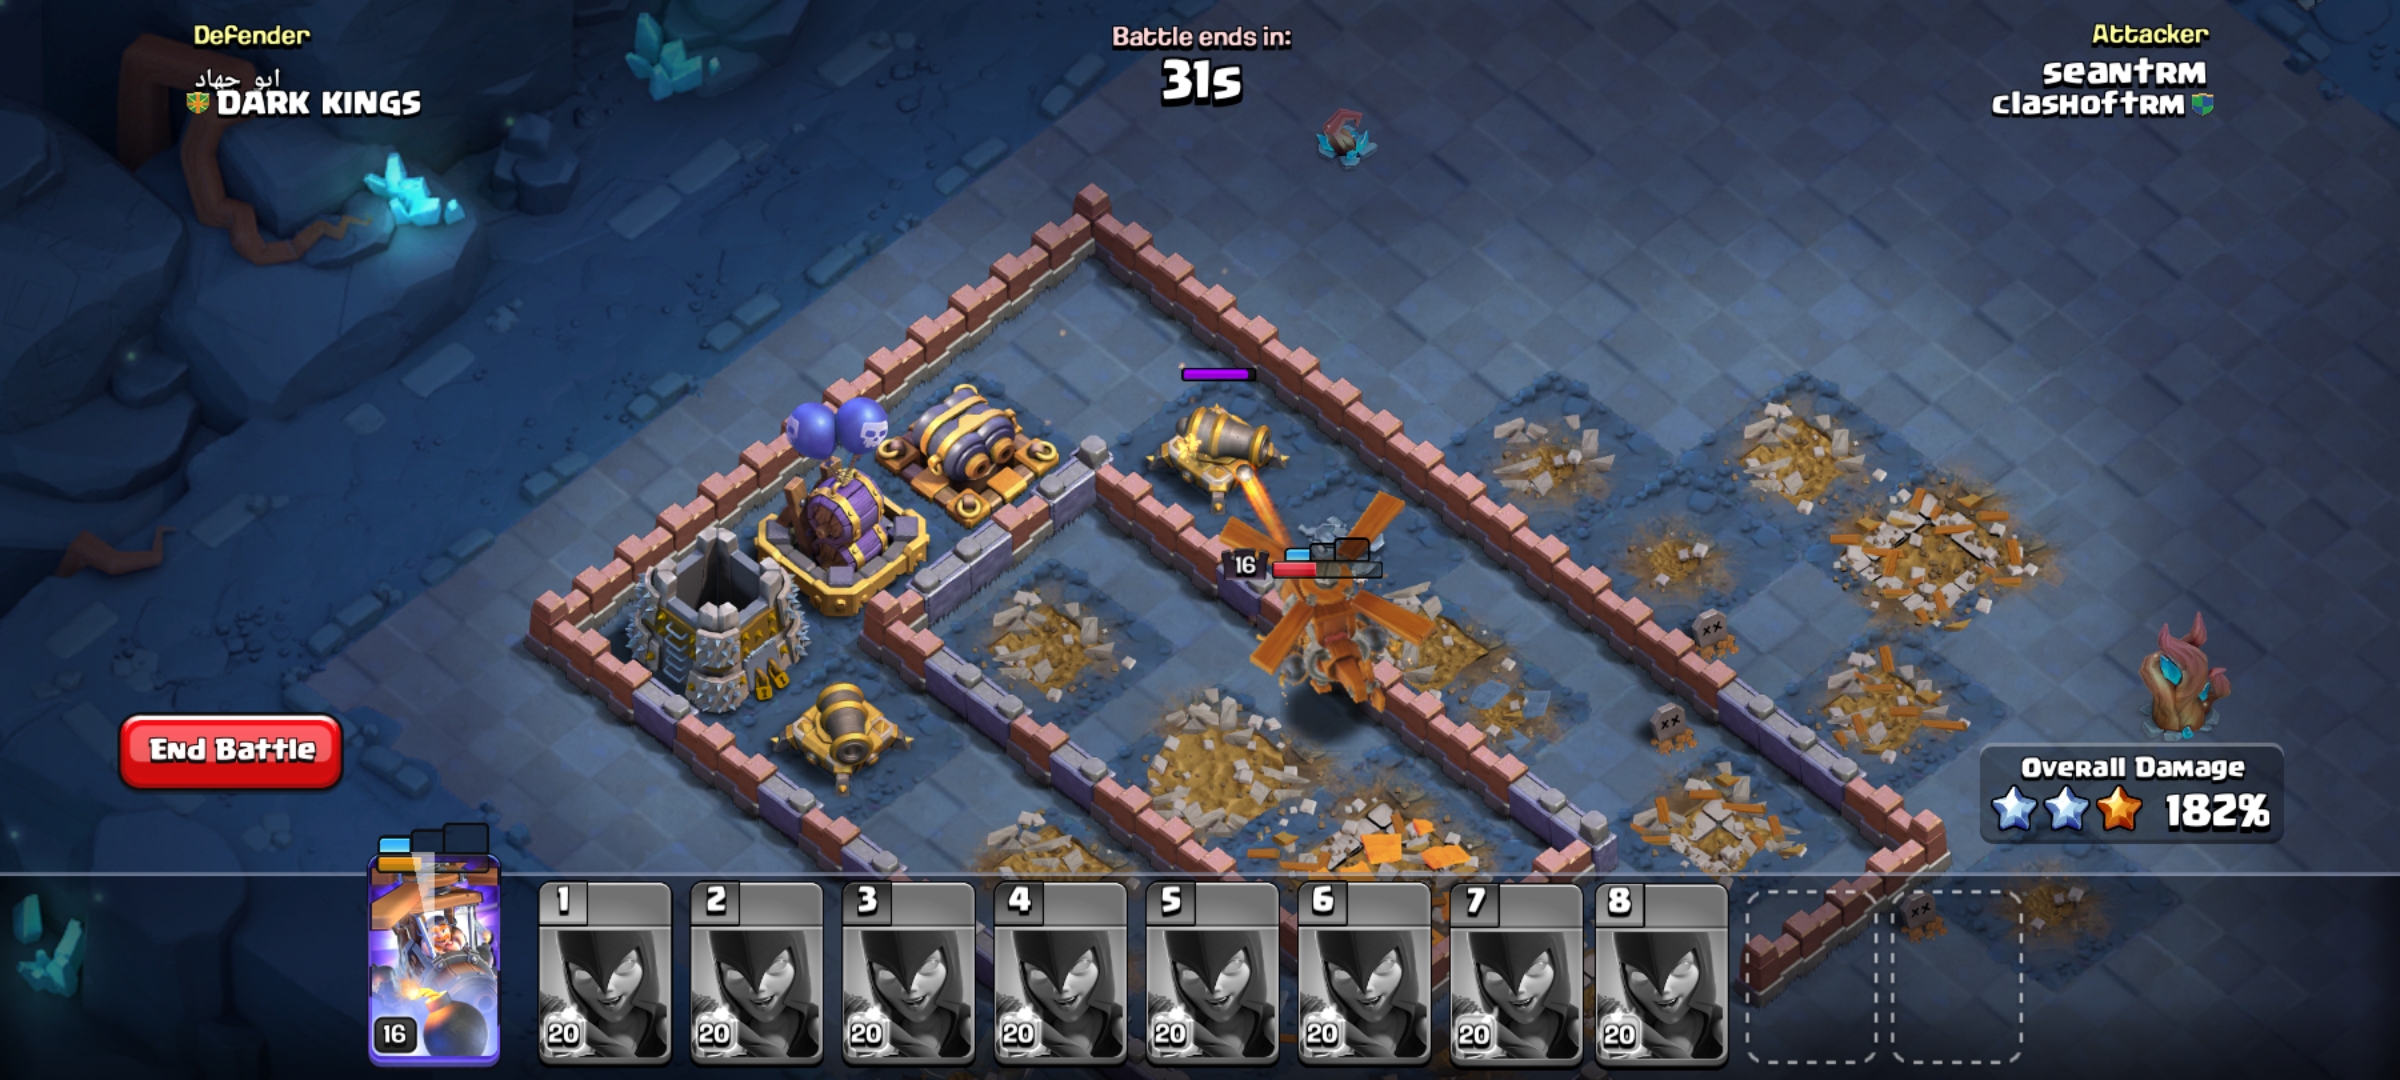 Defender
ابو جهاد
DARK KINGS
Battle ends in:
31s
Attacker
seantRM
clashoftRM
16
End Battle
Overall Damage
182%
16
1
20
2
20
3
20
4
20
5
20
6
20
7
20
8
20